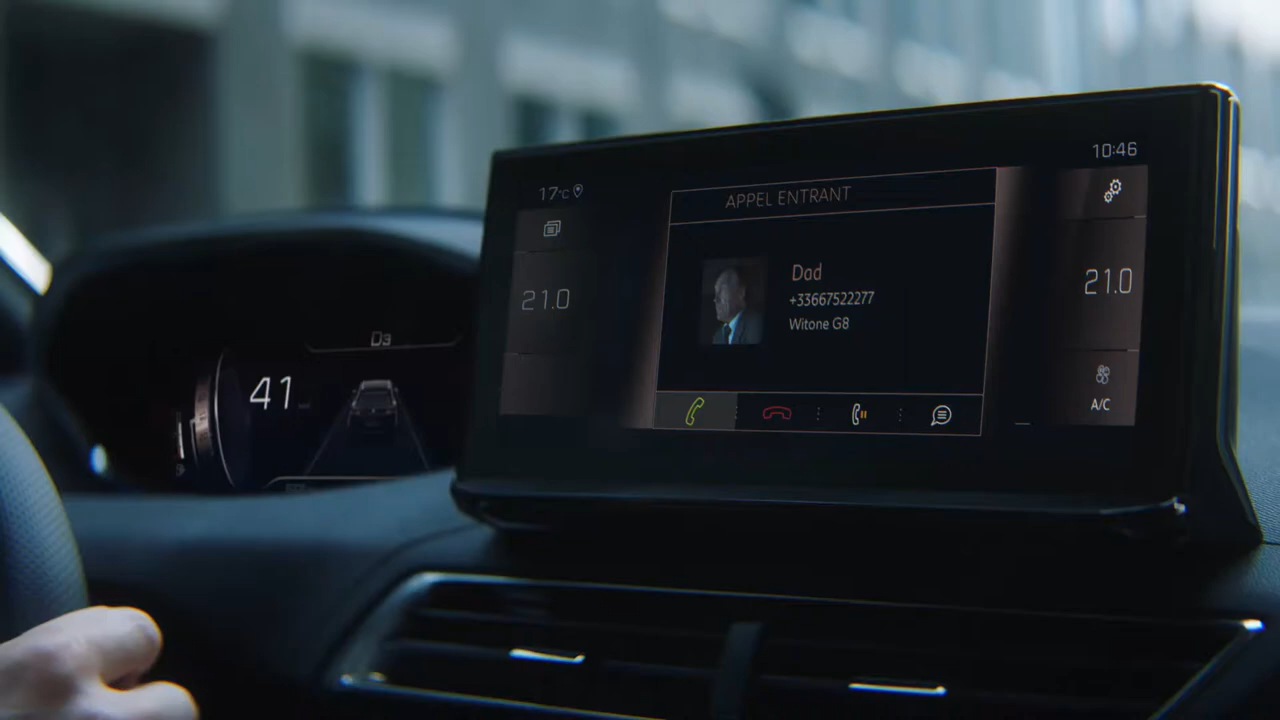 10:46
17°C
APPEL ENTRANT
21.0
Dad
+33667522277
Witone G8
21.0
A/C
D3
41